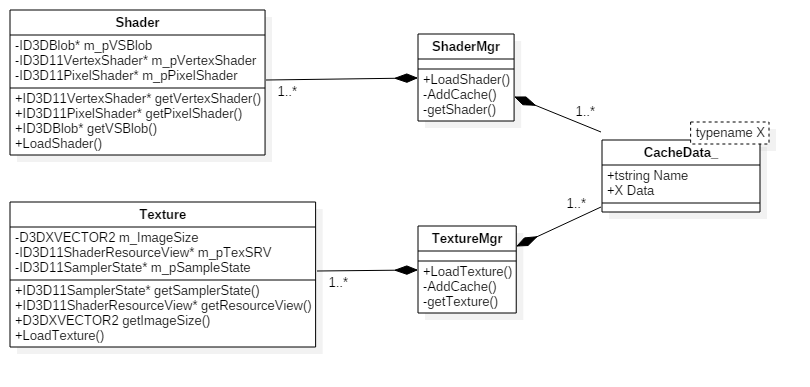 Shader
-ID3DBlob* m_pVSBlob
-ID3D11VertexShader* m_pVertexShader
-ID3D11PixelShader* m_pPixelShader
+ID3D11VertexShader* getVertexShader()
+ID3D11PixelShader* getPixelShader()
+ID3DBlob* getVSBlob()
+LoadShader()
1..*
ShaderMgr
+LoadShader()
-AddCache()
-getShader()
1..*
typename X
CacheData_
+tstring Name
+X Data
1..*
Texture
-D3DXVECTOR2 m_ImageSize
-ID3D11ShaderResourceView* m_pTexSRV
-ID3D11SamplerState* m_pSampleState
+ID3D11SamplerState* getSamplerState()
+ID3D11ShaderResourceView* getResourceView()
+D3DXVECTOR2 getImageSize()
+LoadTexture()
1..*
TextureMgr
+LoadTexture()
-AddCache()
-getTexture()